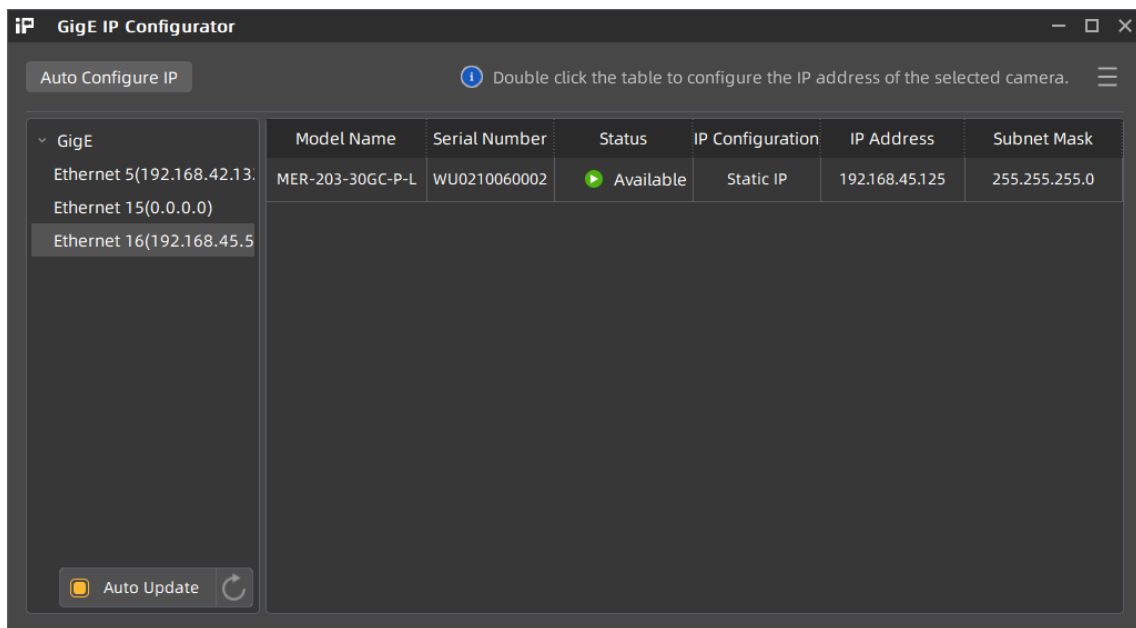 iP GigE IP Configurator
Auto Configure IP
Double click the table to configure the IP address of the selected camera.
GigE
Ethernet 5(192.168.42.13
Ethernet 15(0.0.0.0)
Ethernet 16(192.168.45.5
Model Name Serial Number Status IP Configuration IP Address Subnet Mask
MER-203-30GC-P-L WU0210060002 Available Static IP 192.168.45.125 255.255.255.0
Auto Update